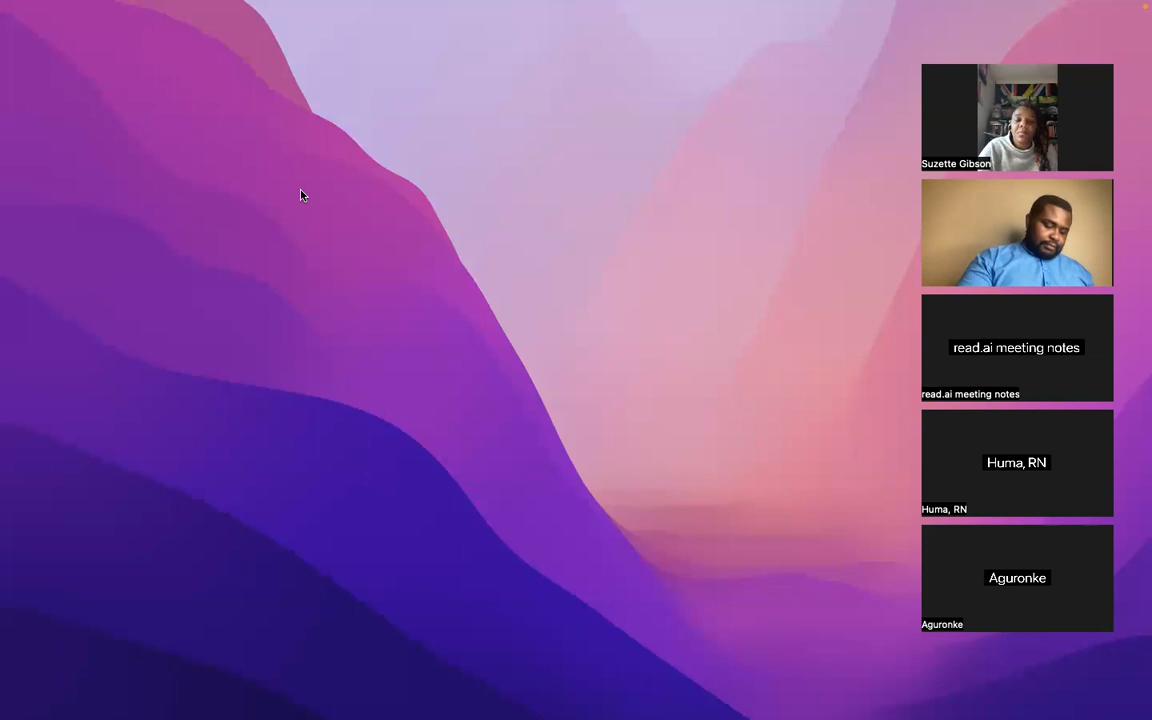 Suzette Gibson
read.ai meeting notes
read.ai meeting notes
Huma, RN
Huma, RN
Aguronke
Aguronke